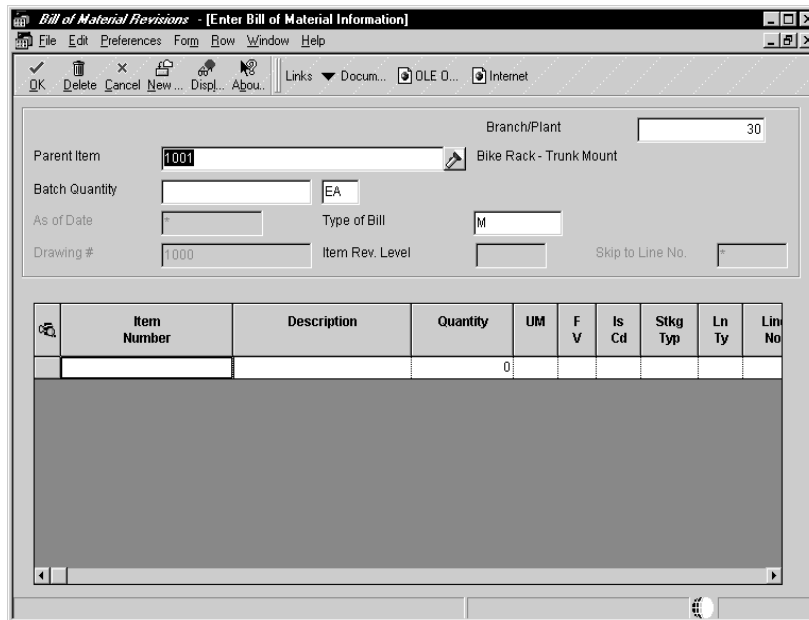 Bill of Material Revisions - [Enter Bill of Material Information]
File Edit Preferences Form Row Window Help
OK Delete Cancel New ... Displ... Abou.. Links Docum... OLE O... Internet
Branch/Plant 30
Parent Item 1001 Bike Rack - Trunk Mount
Batch Quantity EA
As of Date * Type of Bill M
Drawing # 1000 Item Rev. Level Skip to Line No. *
Item Number Description Quantity UM F V Is Cd Stkg Typ Ln Ty Line No
0